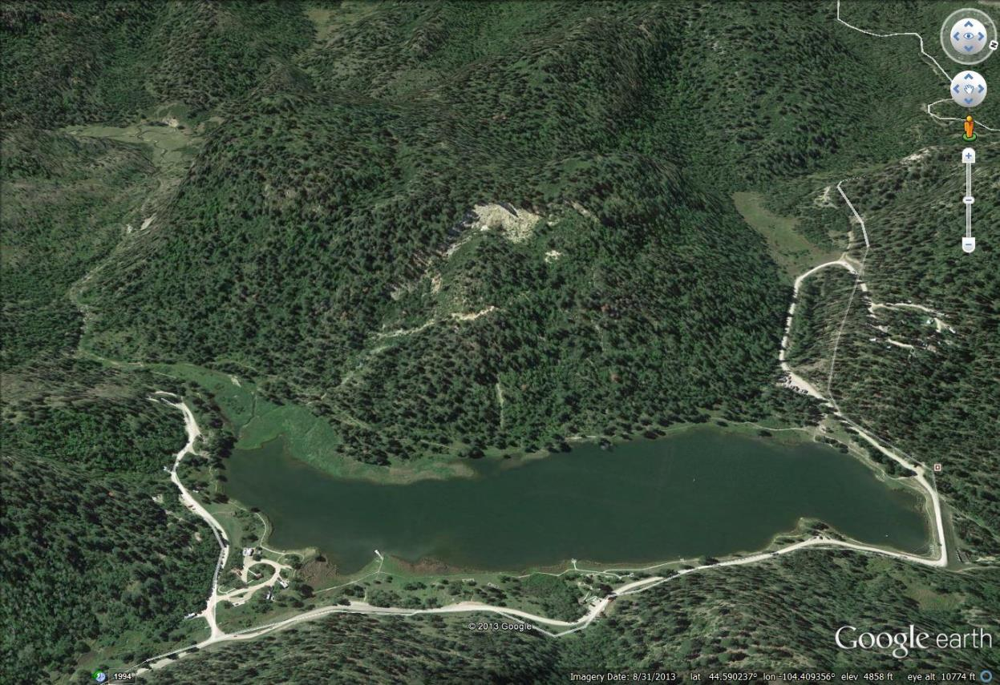 N
© 2013 Google
Google earth
1994
Imagery Date: 8/31/2013 lat 44.590237° lon -104.409356° elev 4858 ft eye alt 10774 ft